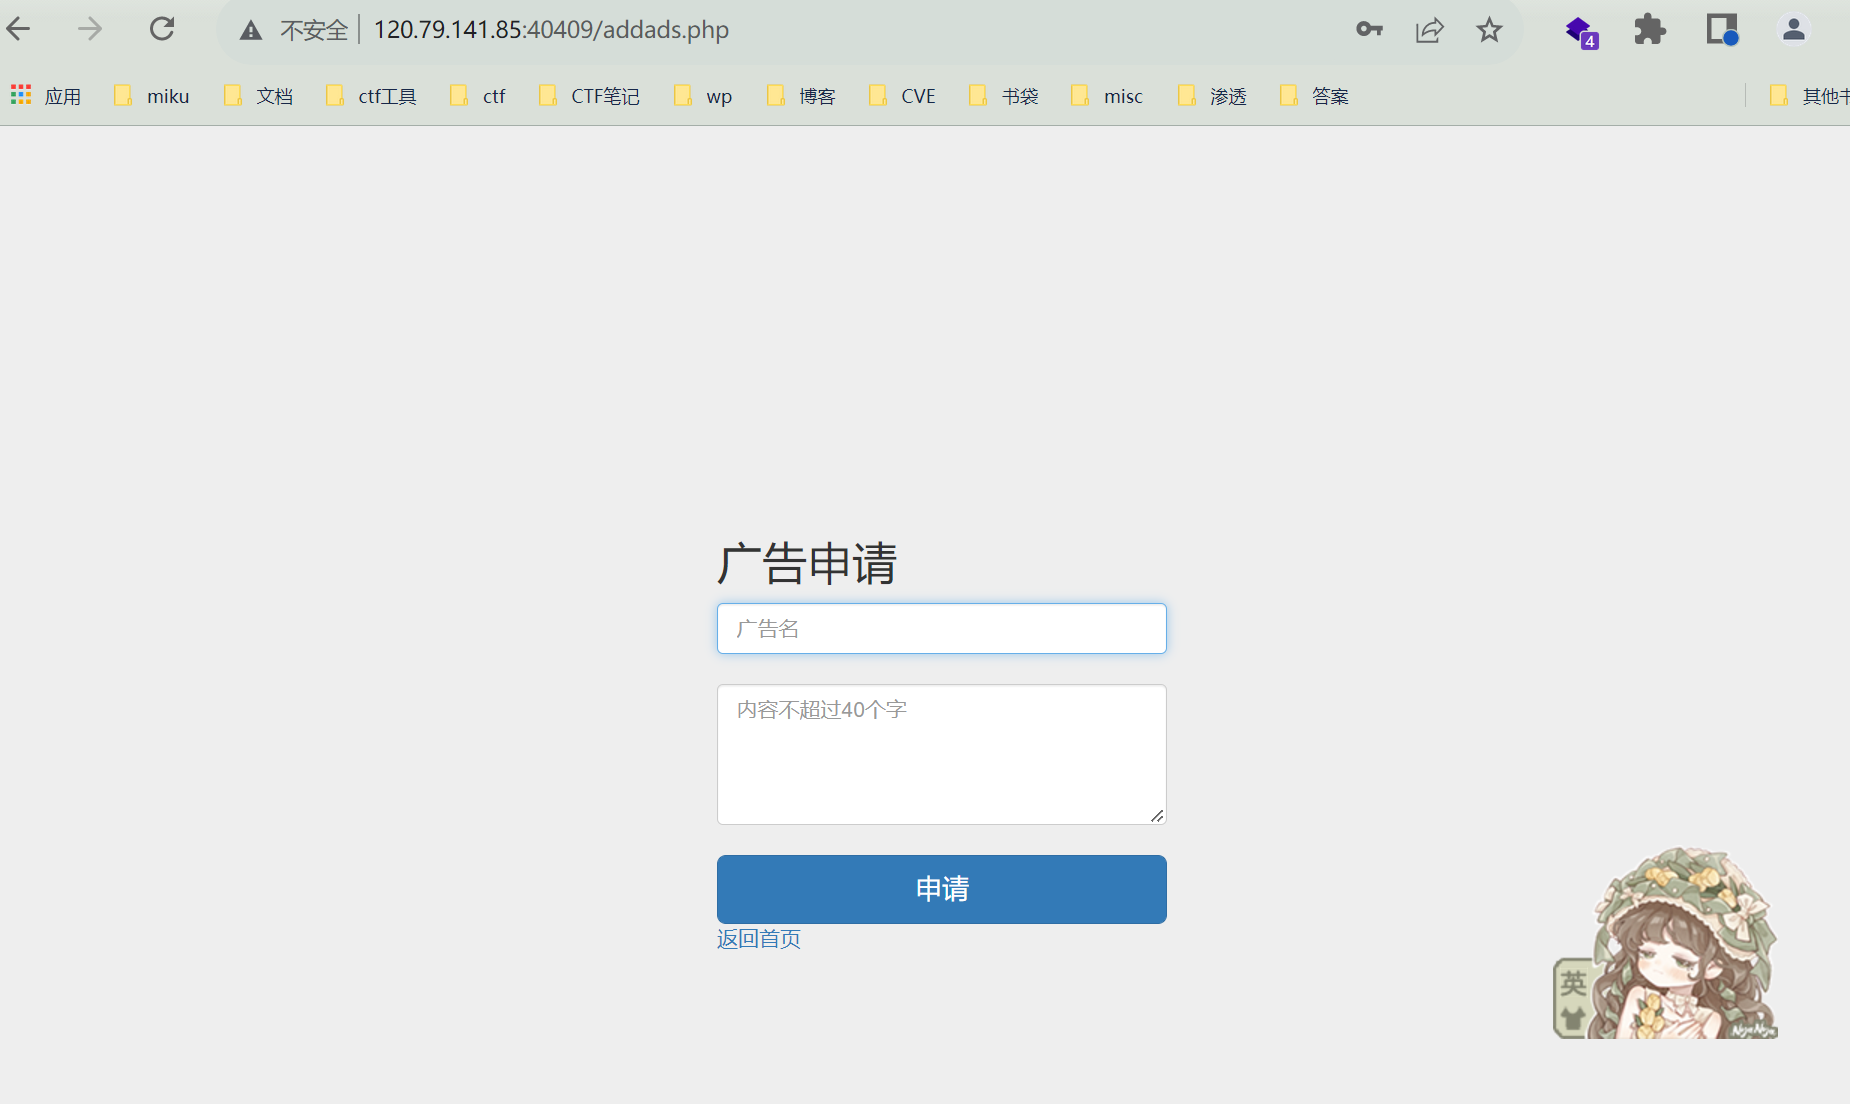 不安全 120.79.141.85:40409/addads.php
4
应用 miku 文档 ctf工具 ctf CTF笔记 wp 博客 CVE 书袋 misc 渗透 答案 其他书
广告申请
广告名
内容不超过40个字
申请
返回首页
英
NoyaNoya